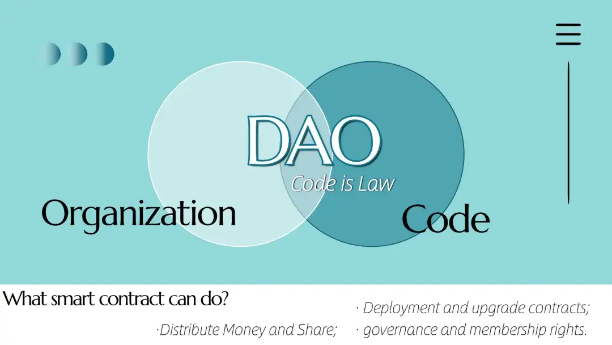 DAO
Code is Law
Organization
Code
What smart contract can do?
·Distribute Money and Share;
· Deployment and upgrade contracts;
· governance and membership rights.